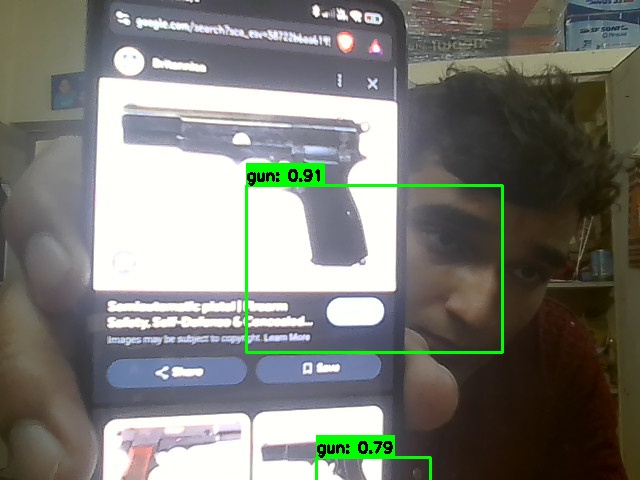 google.com/search?sca_esv=58722b6aa619
Britannica
gun: 0.91
Semiautomatic pistol | Firearm
Safety, Self-Defense & Concealed...
Images may be subject to copyright. Learn More
Share
Save
gun: 0.79